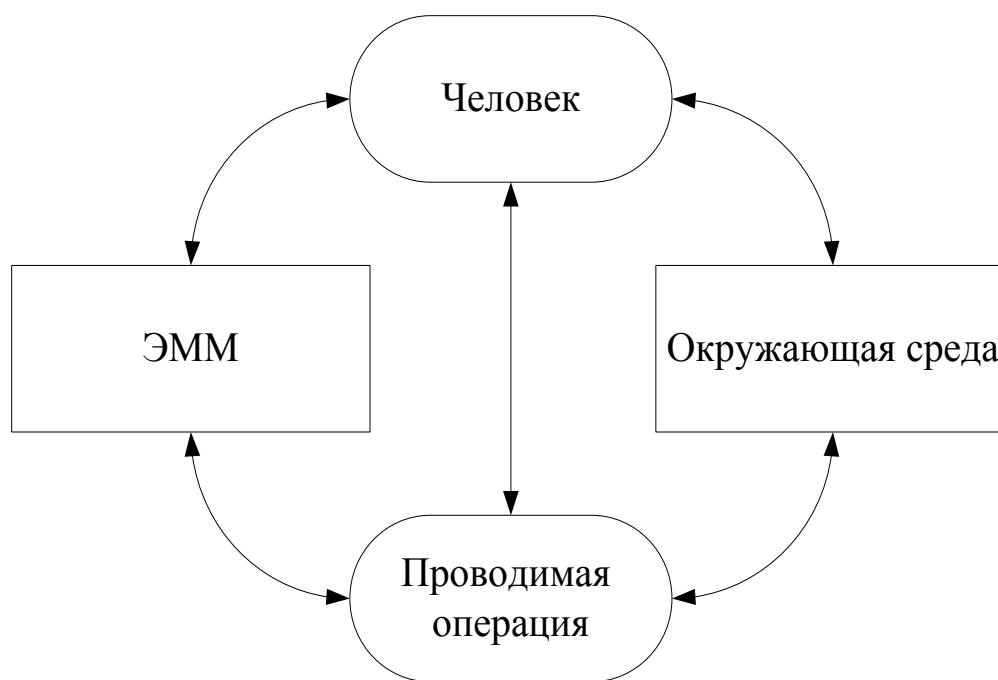 Человек
ЭММ
Окружающая среда
Проводимая
операция